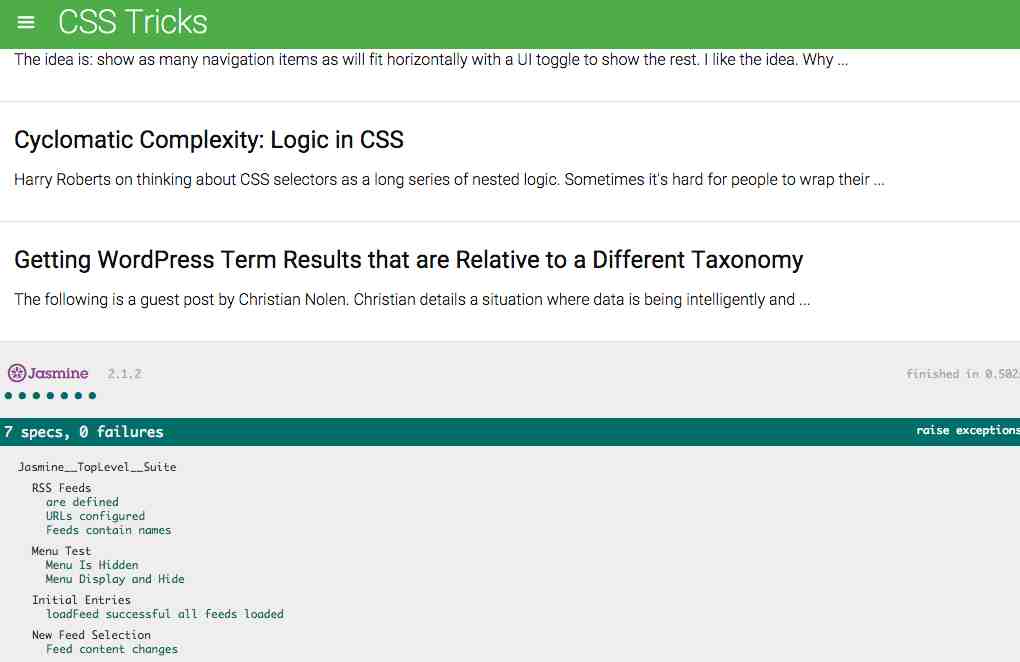 CSS Tricks
The idea is: show as many navigation items as will fit horizontally with a UI toggle to show the rest. I like the idea. Why ...
Cyclomatic Complexity: Logic in CSS
Harry Roberts on thinking about CSS selectors as a long series of nested logic. Sometimes it's hard for people to wrap their ...
Getting WordPress Term Results that are Relative to a Different Taxonomy
The following is a guest post by Christian Nolen. Christian details a situation where data is being intelligently and ...
Jasmine 2.1.2 finished in 0.502
7 specs, 0 failures raise exceptions
Jasmine__TopLevel__Suite
RSS Feeds
are defined
URLs configured
Feeds contain names
Menu Test
Menu Is Hidden
Menu Display and Hide
Initial Entries
loadFeed successful all feeds loaded
New Feed Selection
Feed content changes